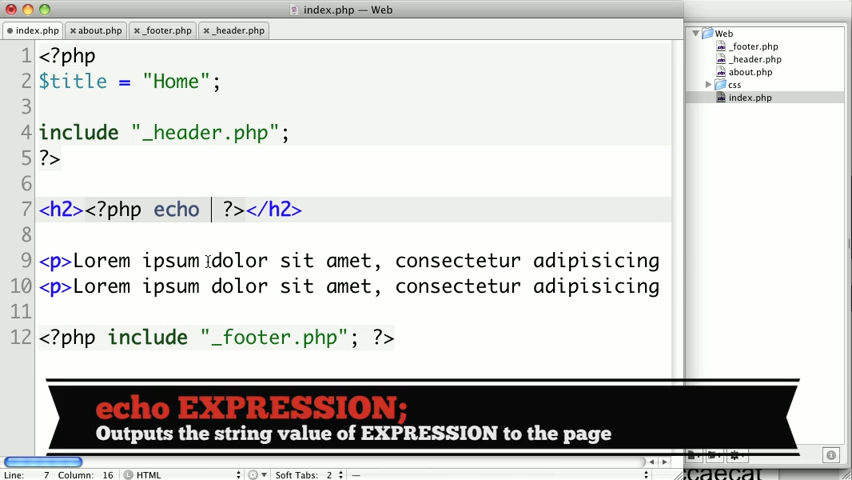 index.php — Web
index.php
about.php
_footer.php
_header.php
1 <?php
2 $title = "Home";
3
4 include "_header.php";
5 ?>
6
7 <h2><?php echo ?></h2>
8
9 <p>Lorem ipsum dolor sit amet, consectetur adipisicing
10 <p>Lorem ipsum dolor sit amet, consectetur adipisicing
11
12 <?php include "_footer.php"; ?>
Web
_footer.php
_header.php
about.php
css
index.php
echo EXPRESSION;
Outputs the string value of EXPRESSION to the page
Line: 7 Column: 16 HTML Soft Tabs: 2 —